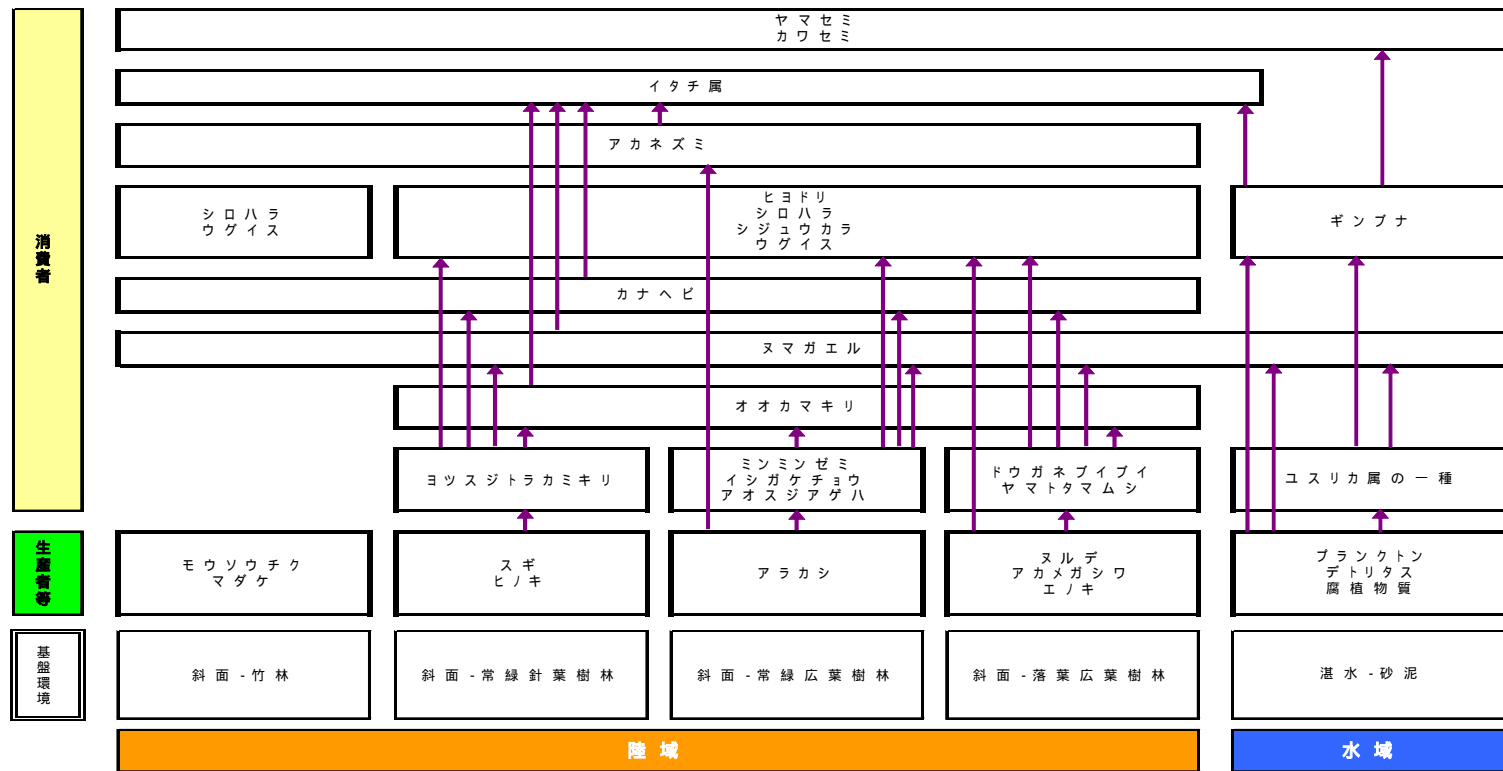 ヤマセミ
カワセミ
イタチ属
アカネズミ
シロハラ
ウグイス
ヒヨドリ
シロハラ
シジュウカラ
ウグイス
ギンブナ
消費者
カナヘビ
ヌマガエル
オオカマキリ
ヨツスジトラカミキリ
ミンミンゼミ
イシガケチョウ
アオスジアゲハ
ドウガネブイブイ
ヤマトタマムシ
ユスリカ属の一種
生産者等
モウソウチク
マダケ
スギ
ヒノキ
アラカシ
ヌルデ
アカメガシワ
エノキ
プランクトン
デトリタス
腐植物質
基盤環境
斜面-竹林
斜面-常緑針葉樹林
斜面-常緑広葉樹林
斜面-落葉広葉樹林
湛水-砂泥
陸域
水域